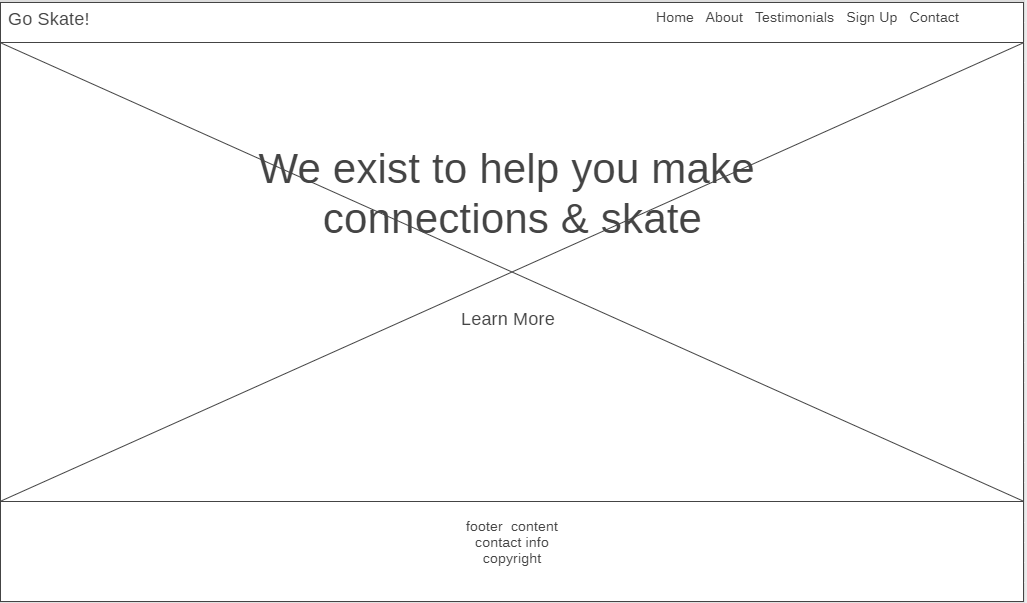 Go Skate!
Home About Testimonials Sign Up Contact
We exist to help you make
connections & skate
Learn More
footer content
contact info
copyright